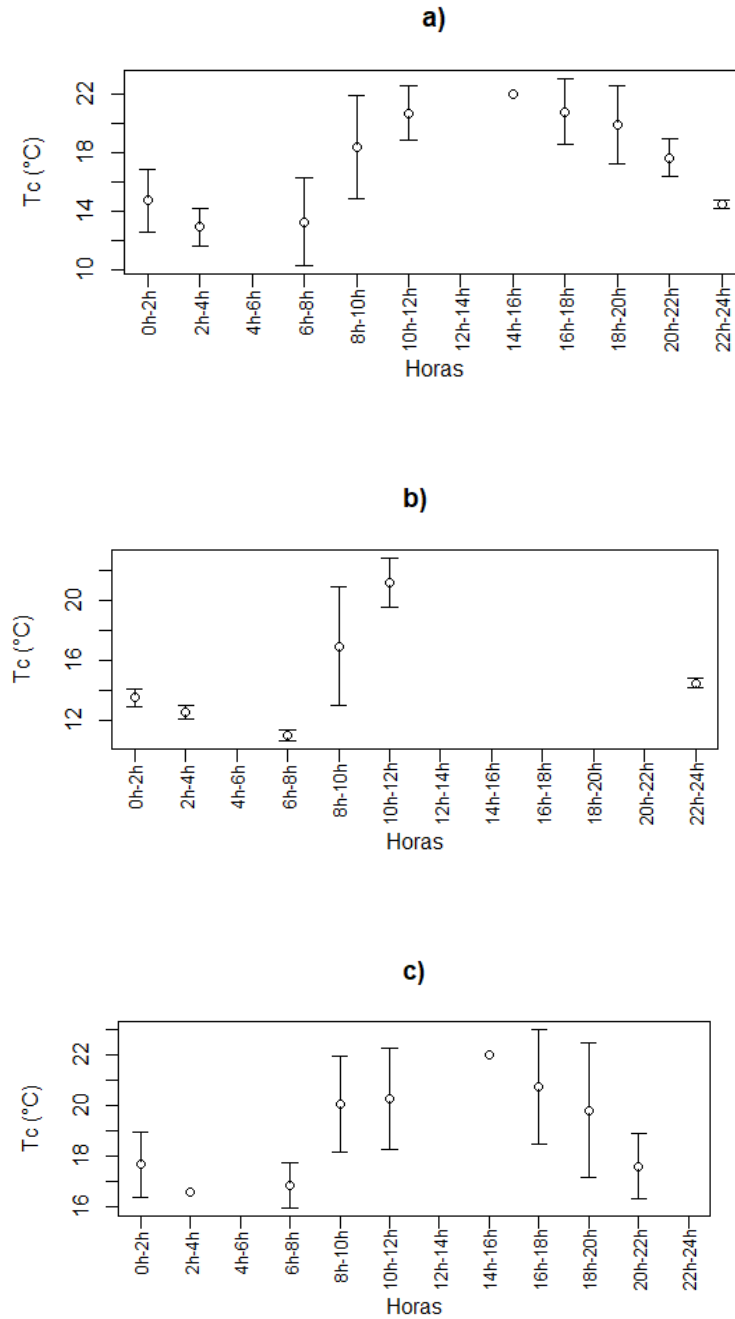 a)
Tc (°C)
22
18
14
10
0h-2h
2h-4h
4h-6h
6h-8h
8h-10h
10h-12h
12h-14h
14h-16h
16h-18h
18h-20h
20h-22h
22h-24h
Horas
b)
Tc (°C)
20
16
12
0h-2h
2h-4h
4h-6h
6h-8h
8h-10h
10h-12h
12h-14h
14h-16h
16h-18h
18h-20h
20h-22h
22h-24h
Horas
c)
Tc (°C)
22
20
18
16
0h-2h
2h-4h
4h-6h
6h-8h
8h-10h
10h-12h
12h-14h
14h-16h
16h-18h
18h-20h
20h-22h
22h-24h
Horas